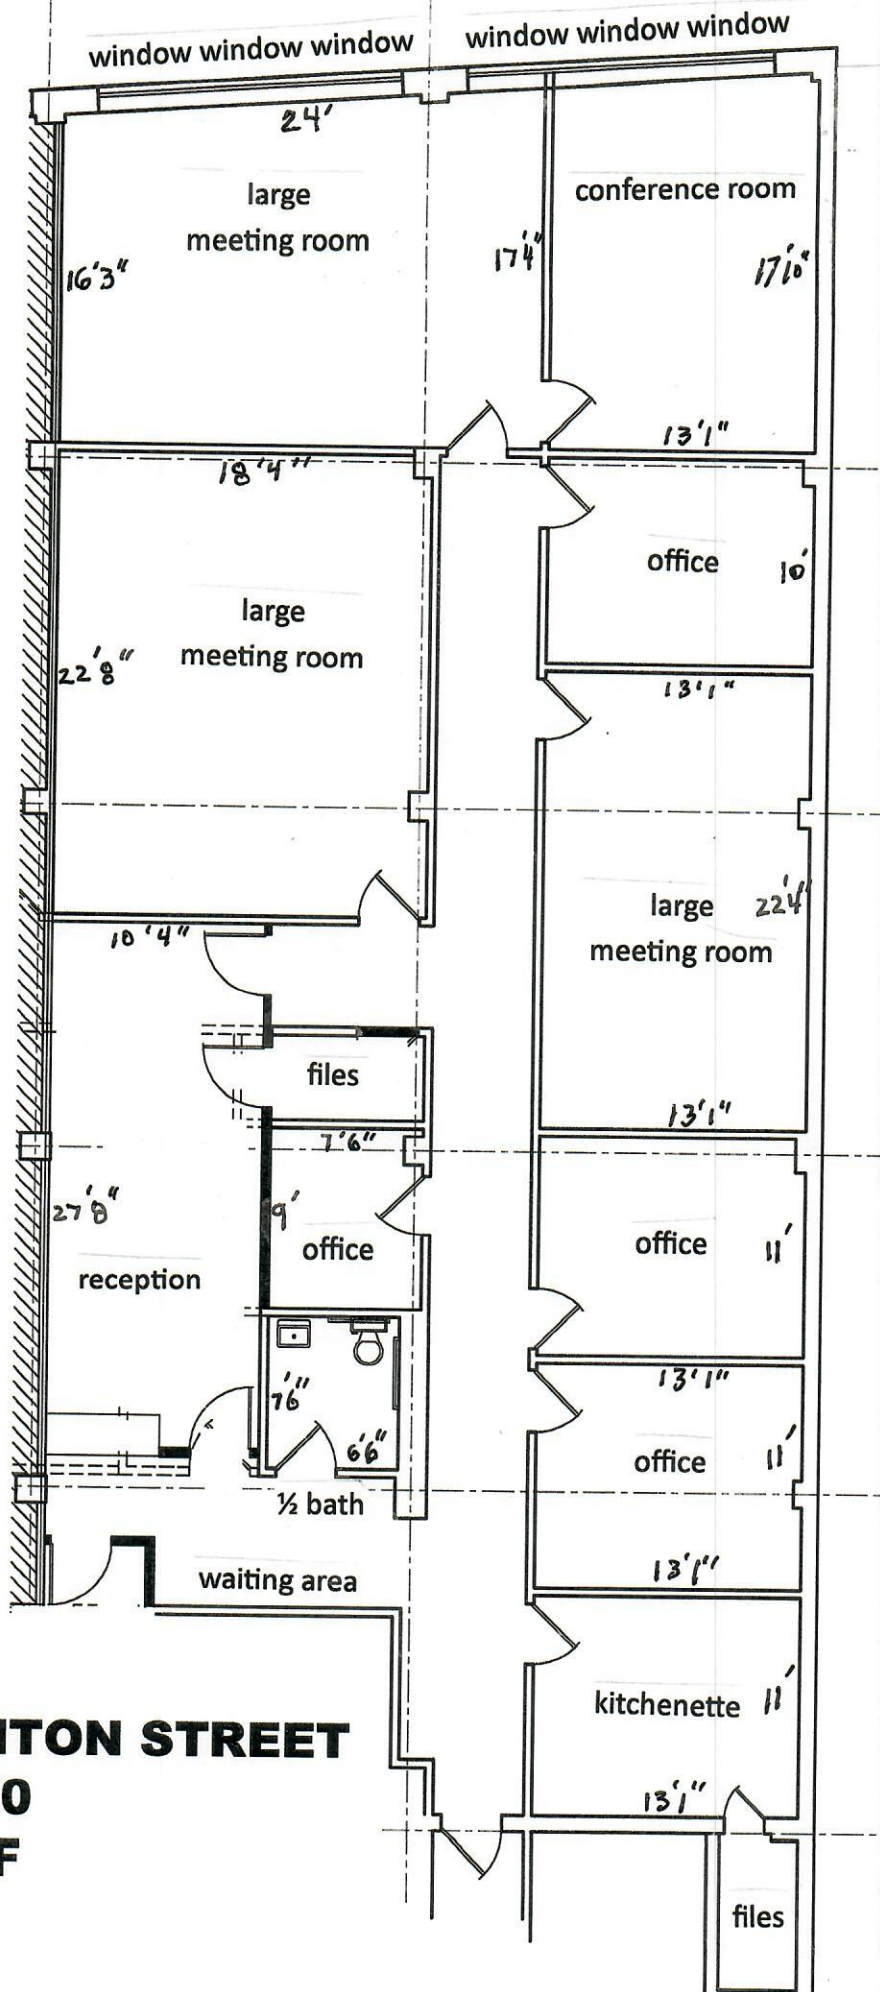 window window window
window window window
24'
large
meeting room
conference room
16'3"
17'4"
17'10"
13'1"
18'4"
office
10'
large
meeting room
22'8"
13'1"
large
meeting room
22'4"
10'4"
files
13'1"
7'6"
27'8"
9'
office
office
11'
reception
13'1"
7'6"
6'6"
office
11'
½ bath
waiting area
13'1"
kitchenette
11'
TON STREET
0
F
13'1"
files